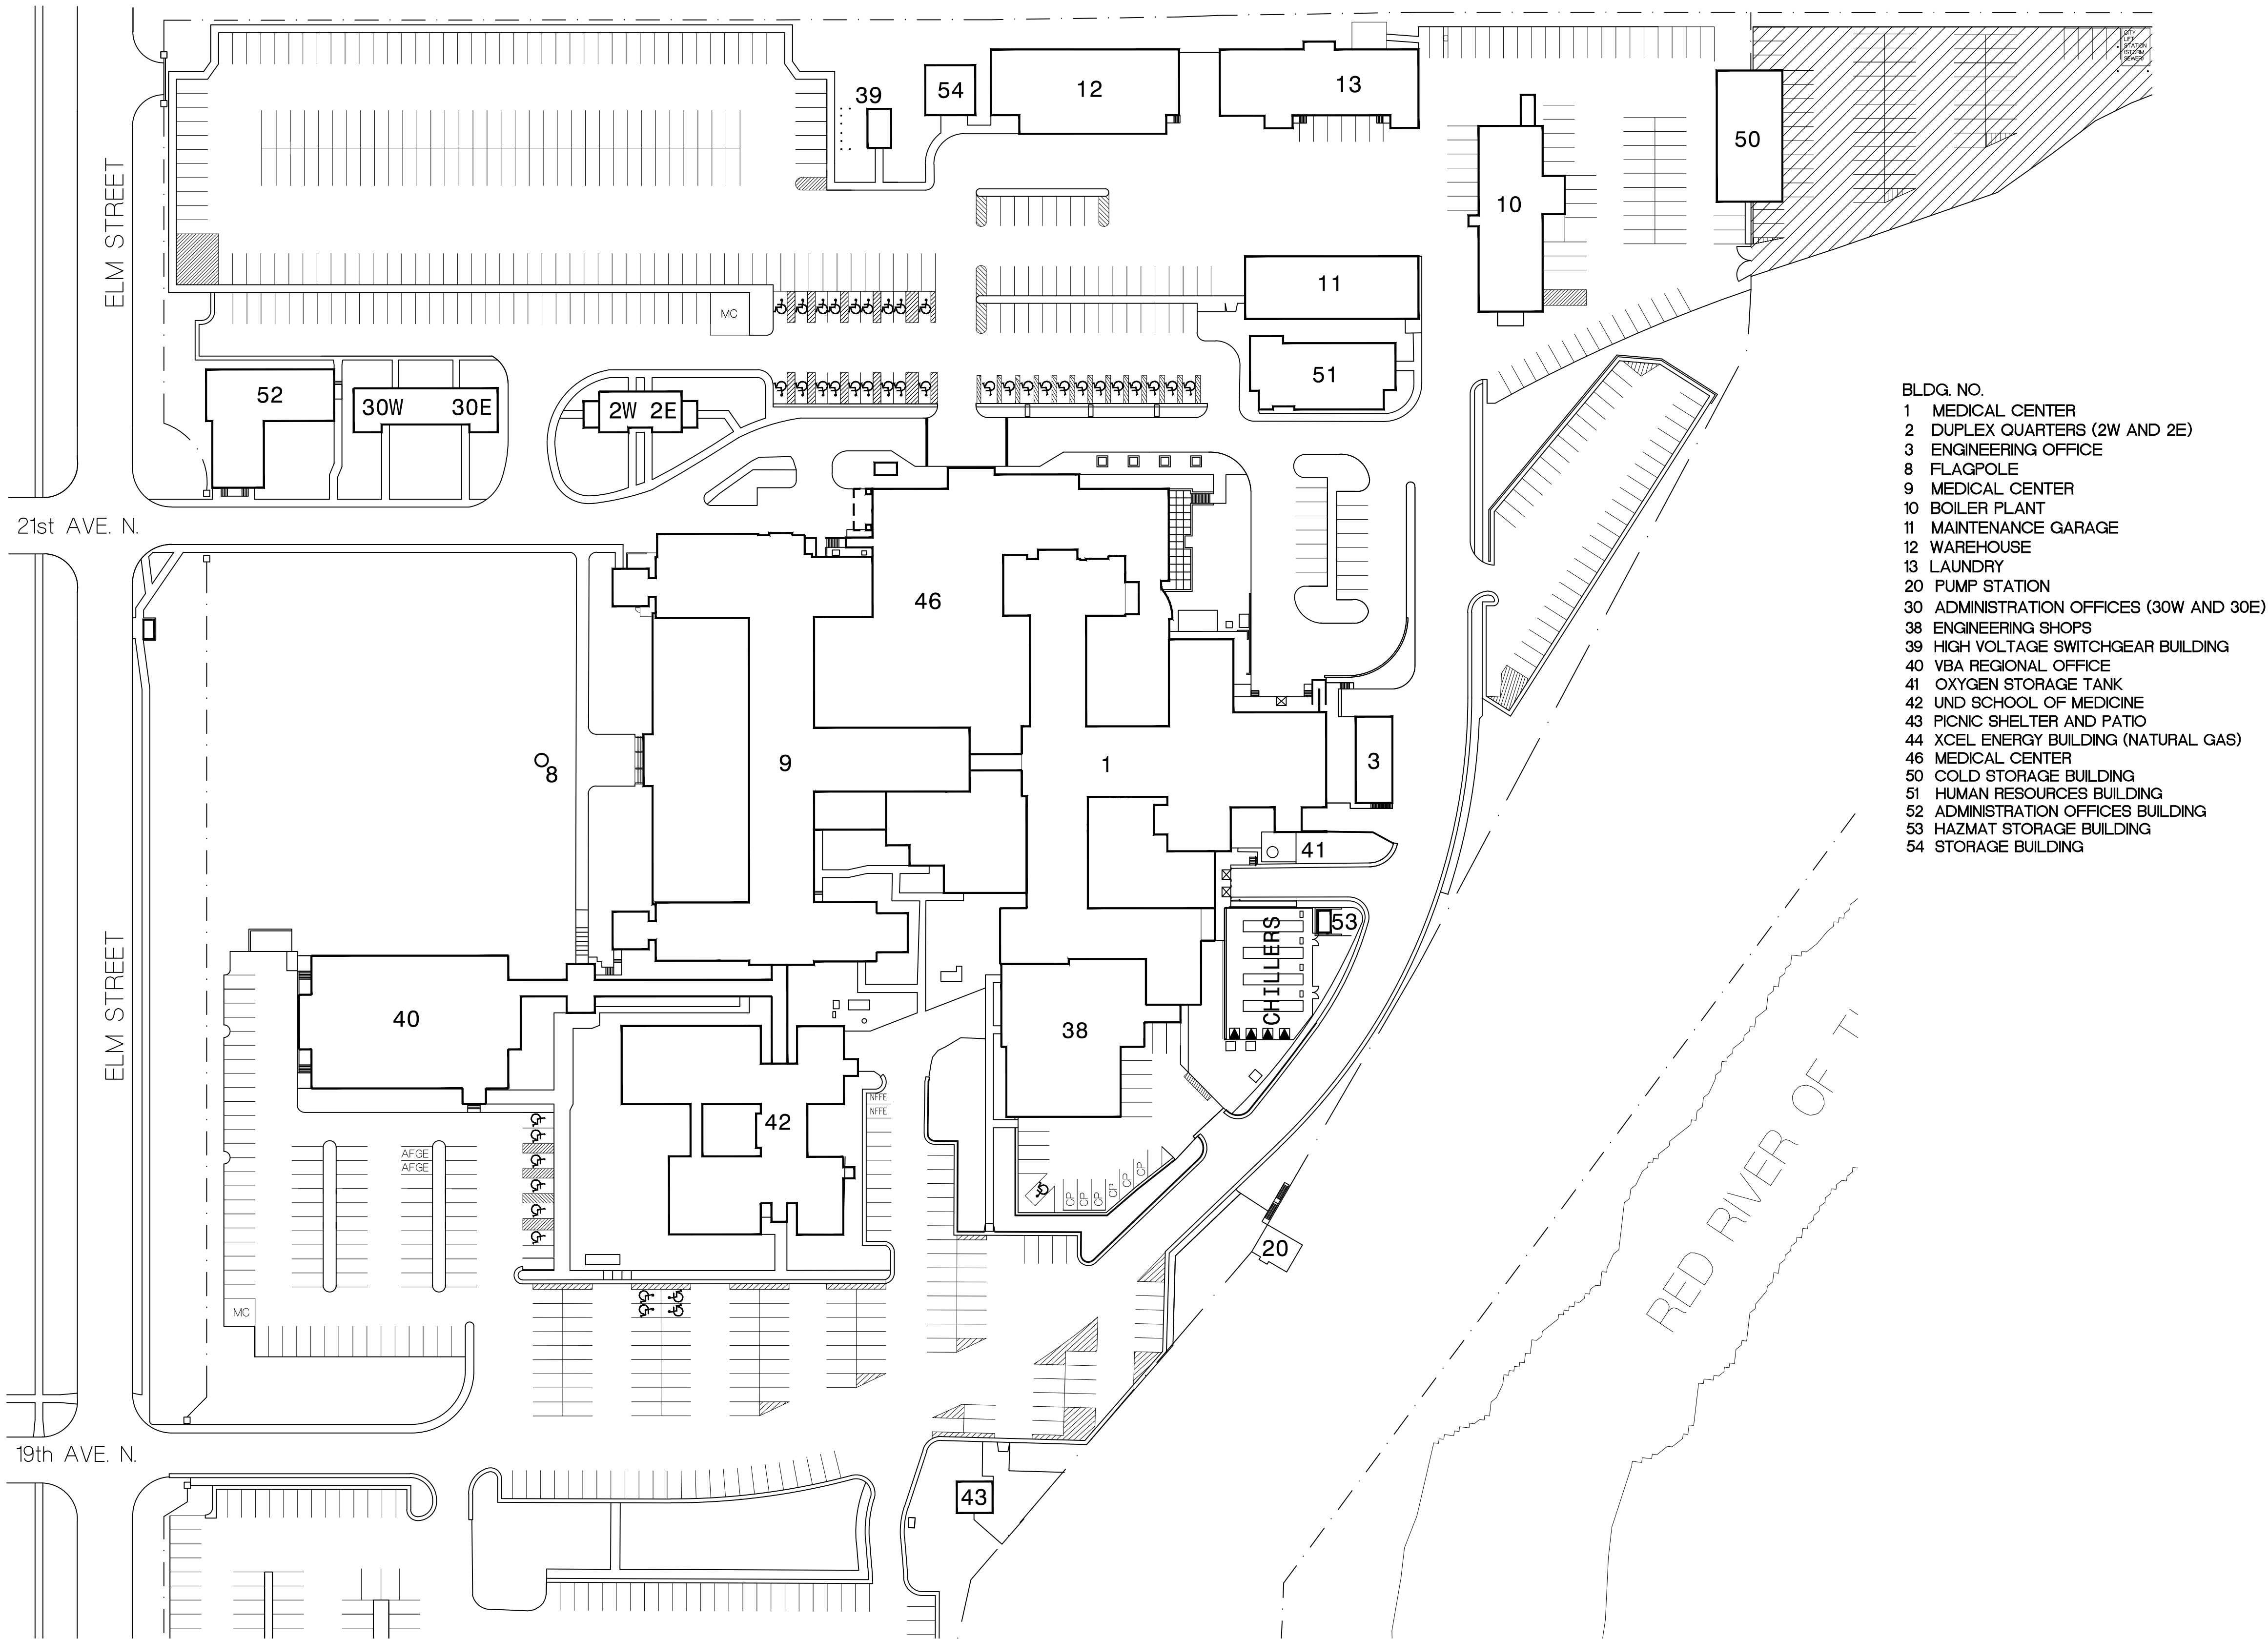 CITY
LIFT
STATION
(STORM
SEWER)
39
54
12
13
50
10
ELM STREET
11
MC
52
30W 30E
2W 2E
51
21st AVE. N.
46
8
9
1
3
41
53
CHILLERS
40
38
42
NFFE
NFFE
AFGE
AFGE
CP
CP
CP
CP
CP
CP
20
MC
ELM STREET
RED RIVER OF
19th AVE. N.
43
BLDG. NO.
1 MEDICAL CENTER
2 DUPLEX QUARTERS (2W AND 2E)
3 ENGINEERING OFFICE
8 FLAGPOLE
9 MEDICAL CENTER
10 BOILER PLANT
11 MAINTENANCE GARAGE
12 WAREHOUSE
13 LAUNDRY
20 PUMP STATION
30 ADMINISTRATION OFFICES (30W AND 30E)
38 ENGINEERING SHOPS
39 HIGH VOLTAGE SWITCHGEAR BUILDING
40 VBA REGIONAL OFFICE
41 OXYGEN STORAGE TANK
42 UND SCHOOL OF MEDICINE
43 PICNIC SHELTER AND PATIO
44 XCEL ENERGY BUILDING (NATURAL GAS)
46 MEDICAL CENTER
50 COLD STORAGE BUILDING
51 HUMAN RESOURCES BUILDING
52 ADMINISTRATION OFFICES BUILDING
53 HAZMAT STORAGE BUILDING
54 STORAGE BUILDING